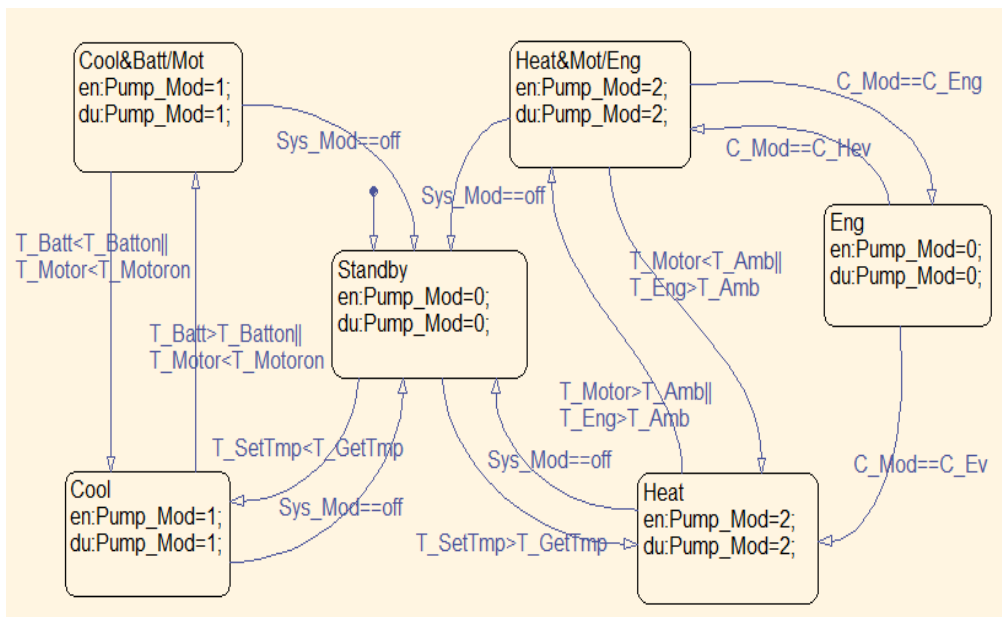 Cool&Batt/Mot
en:Pump_Mod=1;
du:Pump_Mod=1;
Heat&Mot/Eng
en:Pump_Mod=2;
du:Pump_Mod=2;
C_Mod==C_Eng
Sys_Mod==off
C_Mod==C_Hev
Sys_Mod==off
Eng
en:Pump_Mod=0;
du:Pump_Mod=0;
T_Batt<T_Batton||
T_Motor<T_Motoron
Standby
en:Pump_Mod=0;
du:Pump_Mod=0;
T_Motor<T_Amb||
T_Eng>T_Amb
T_Batt>T_Batton||
T_Motor<T_Motoron
T_Motor>T_Amb||
T_Eng>T_Amb
T_SetTmp<T_GetTmp
Sys_Mod==off
C_Mod==C_Ev
Cool
en:Pump_Mod=1;
du:Pump_Mod=1;
Sys_Mod==off
T_SetTmp>T_GetTmp
Heat
en:Pump_Mod=2;
du:Pump_Mod=2;